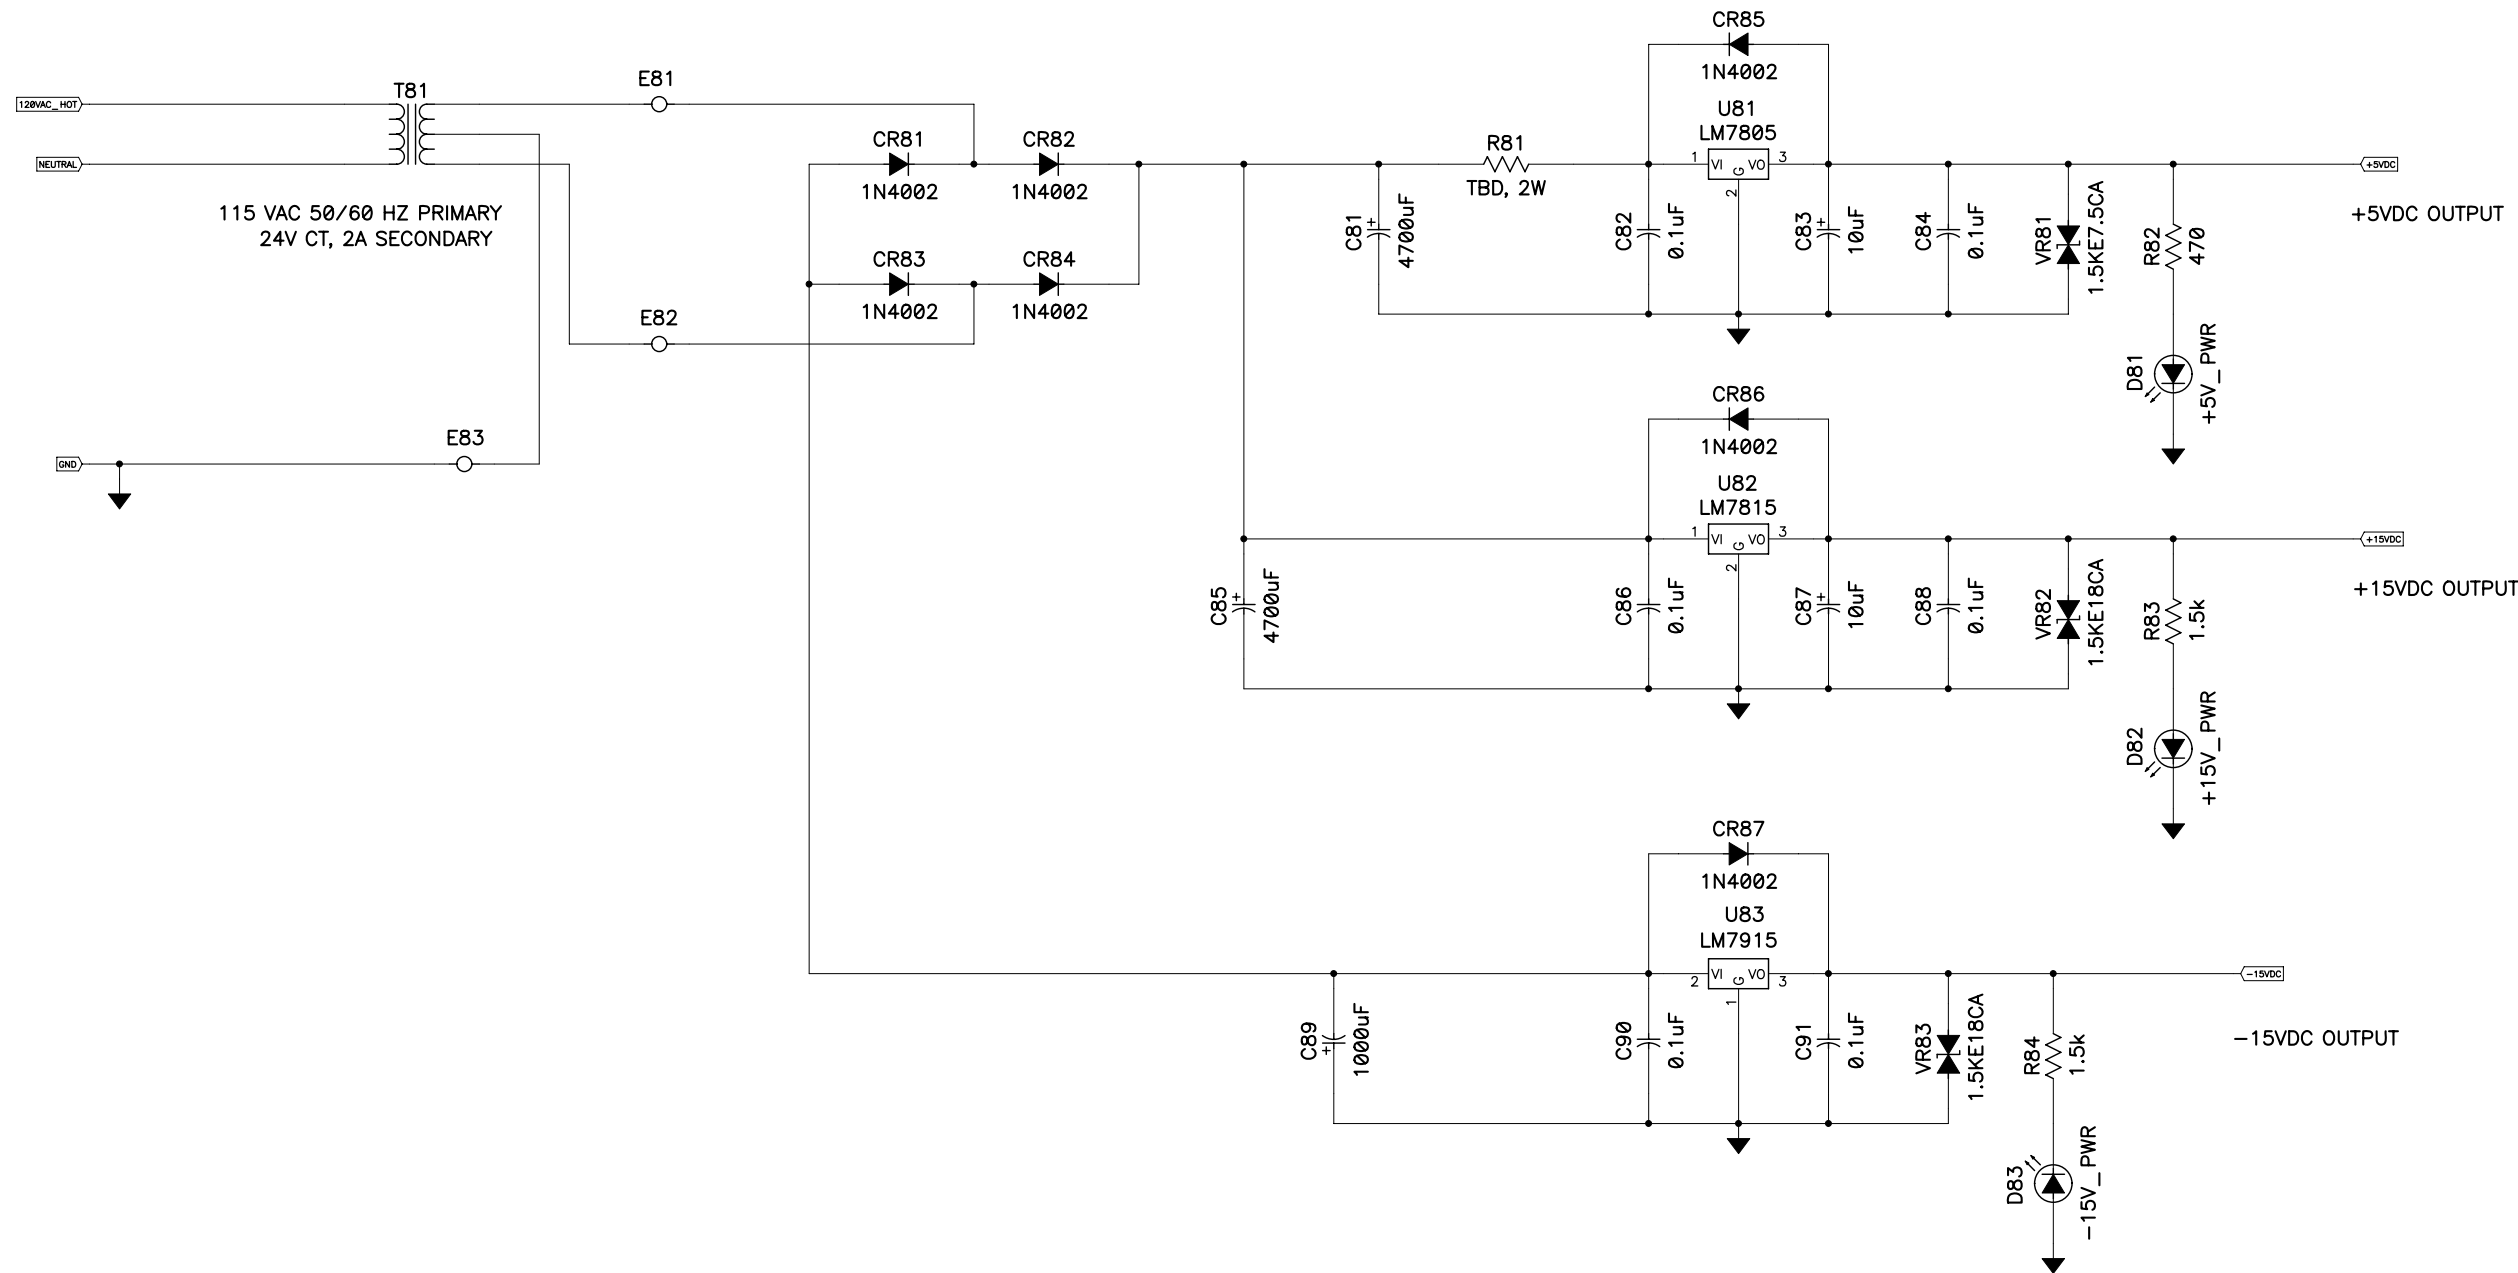 120VAC_HOT
NEUTRAL
T81
115 VAC 50/60 HZ PRIMARY
24V CT, 2A SECONDARY
GND
E81
E82
E83
CR81
1N4002
CR82
1N4002
CR83
1N4002
CR84
1N4002
CR85
1N4002
U81
LM7805
1
VI
G
VO
3
2
R81
TBD, 2W
C81
+
4700uF
C82
0.1uF
C83
+
10uF
C84
0.1uF
VR81
1.5KE7.5CA
R82
470
D81
+5V_PWR
+5VDC
+5VDC OUTPUT
CR86
1N4002
U82
LM7815
1
VI
G
VO
3
2
C85
+
4700uF
C86
0.1uF
C87
+
10uF
C88
0.1uF
VR82
1.5KE18CA
R83
1.5k
D82
+15V_PWR
+15VDC
+15VDC OUTPUT
CR87
1N4002
U83
LM7915
2
VI
G
VO
3
1
C89
+
1000uF
C90
0.1uF
C91
0.1uF
VR83
1.5KE18CA
R84
1.5k
D83
-15V_PWR
-15VDC
-15VDC OUTPUT